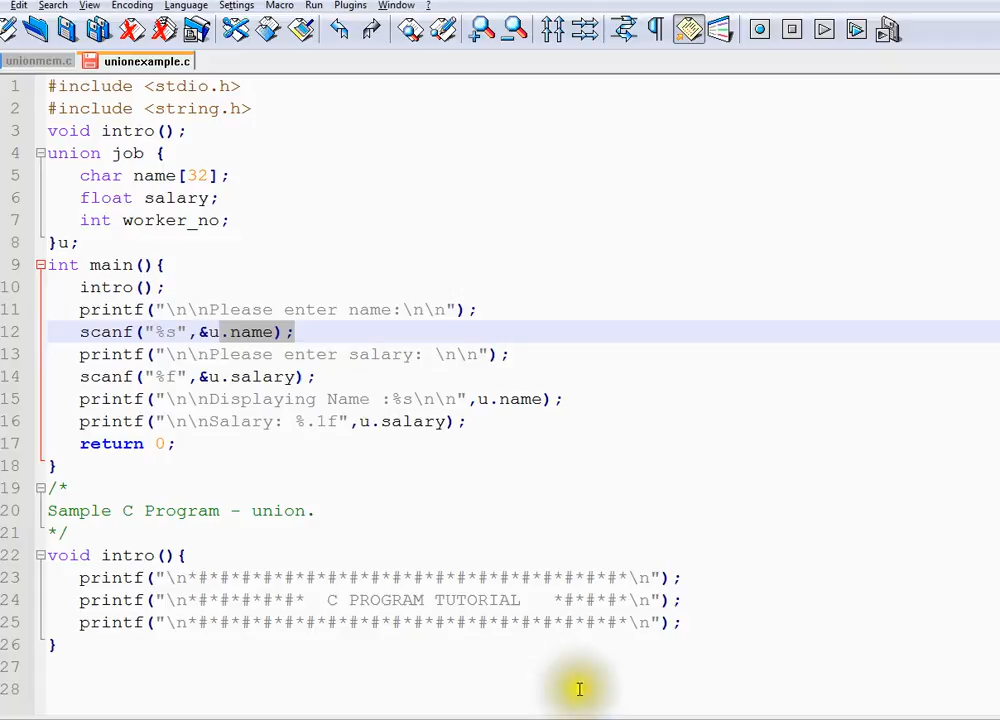 Edit Search View Encoding Language Settings Macro Run Plugins Window ?
unionmem.c unionexample.c
1 #include <stdio.h>
2 #include <string.h>
3 void intro();
4 union job {
5 char name[32];
6 float salary;
7 int worker_no;
8 }u;
9 int main(){
10 intro();
11 printf("\n\nPlease enter name:\n\n");
12 scanf("%s",&u.name);
13 printf("\n\nPlease enter salary: \n\n");
14 scanf("%f",&u.salary);
15 printf("\n\nDisplaying Name :%s\n\n",u.name);
16 printf("\n\nSalary: %.1f",u.salary);
17 return 0;
18 }
19 /*
20 Sample C Program - union.
21 */
22 void intro(){
23 printf("\n*#*#*#*#*#*#*#*#*#*#*#*#*#*#*#*#*#*#*#*#*\n");
24 printf("\n*#*#*#*#*#* C PROGRAM TUTORIAL *#*#*#*\n");
25 printf("\n*#*#*#*#*#*#*#*#*#*#*#*#*#*#*#*#*#*#*#*#*\n");
26 }
27
28